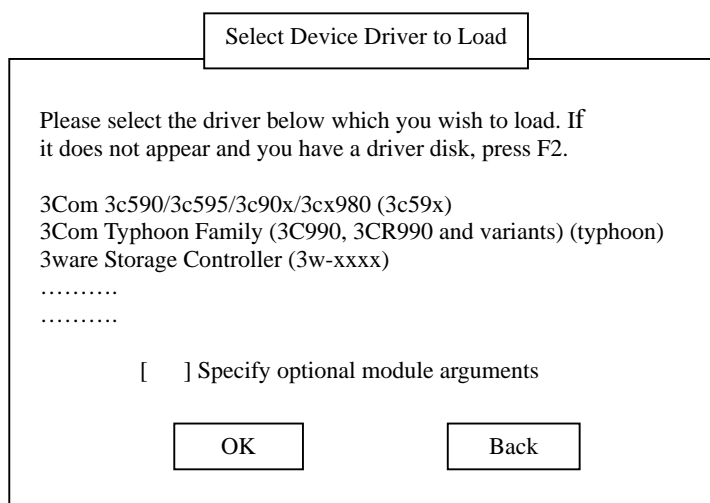 Select Device Driver to Load
Please select the driver below which you wish to load. If
it does not appear and you have a driver disk, press F2.
3Com 3c590/3c595/3c90x/3cx980 (3c59x)
3Com Typhoon Family (3C990, 3CR990 and variants) (typhoon)
3ware Storage Controller (3w-xxxx)
……….
……….
[ ] Specify optional module arguments
OK Back